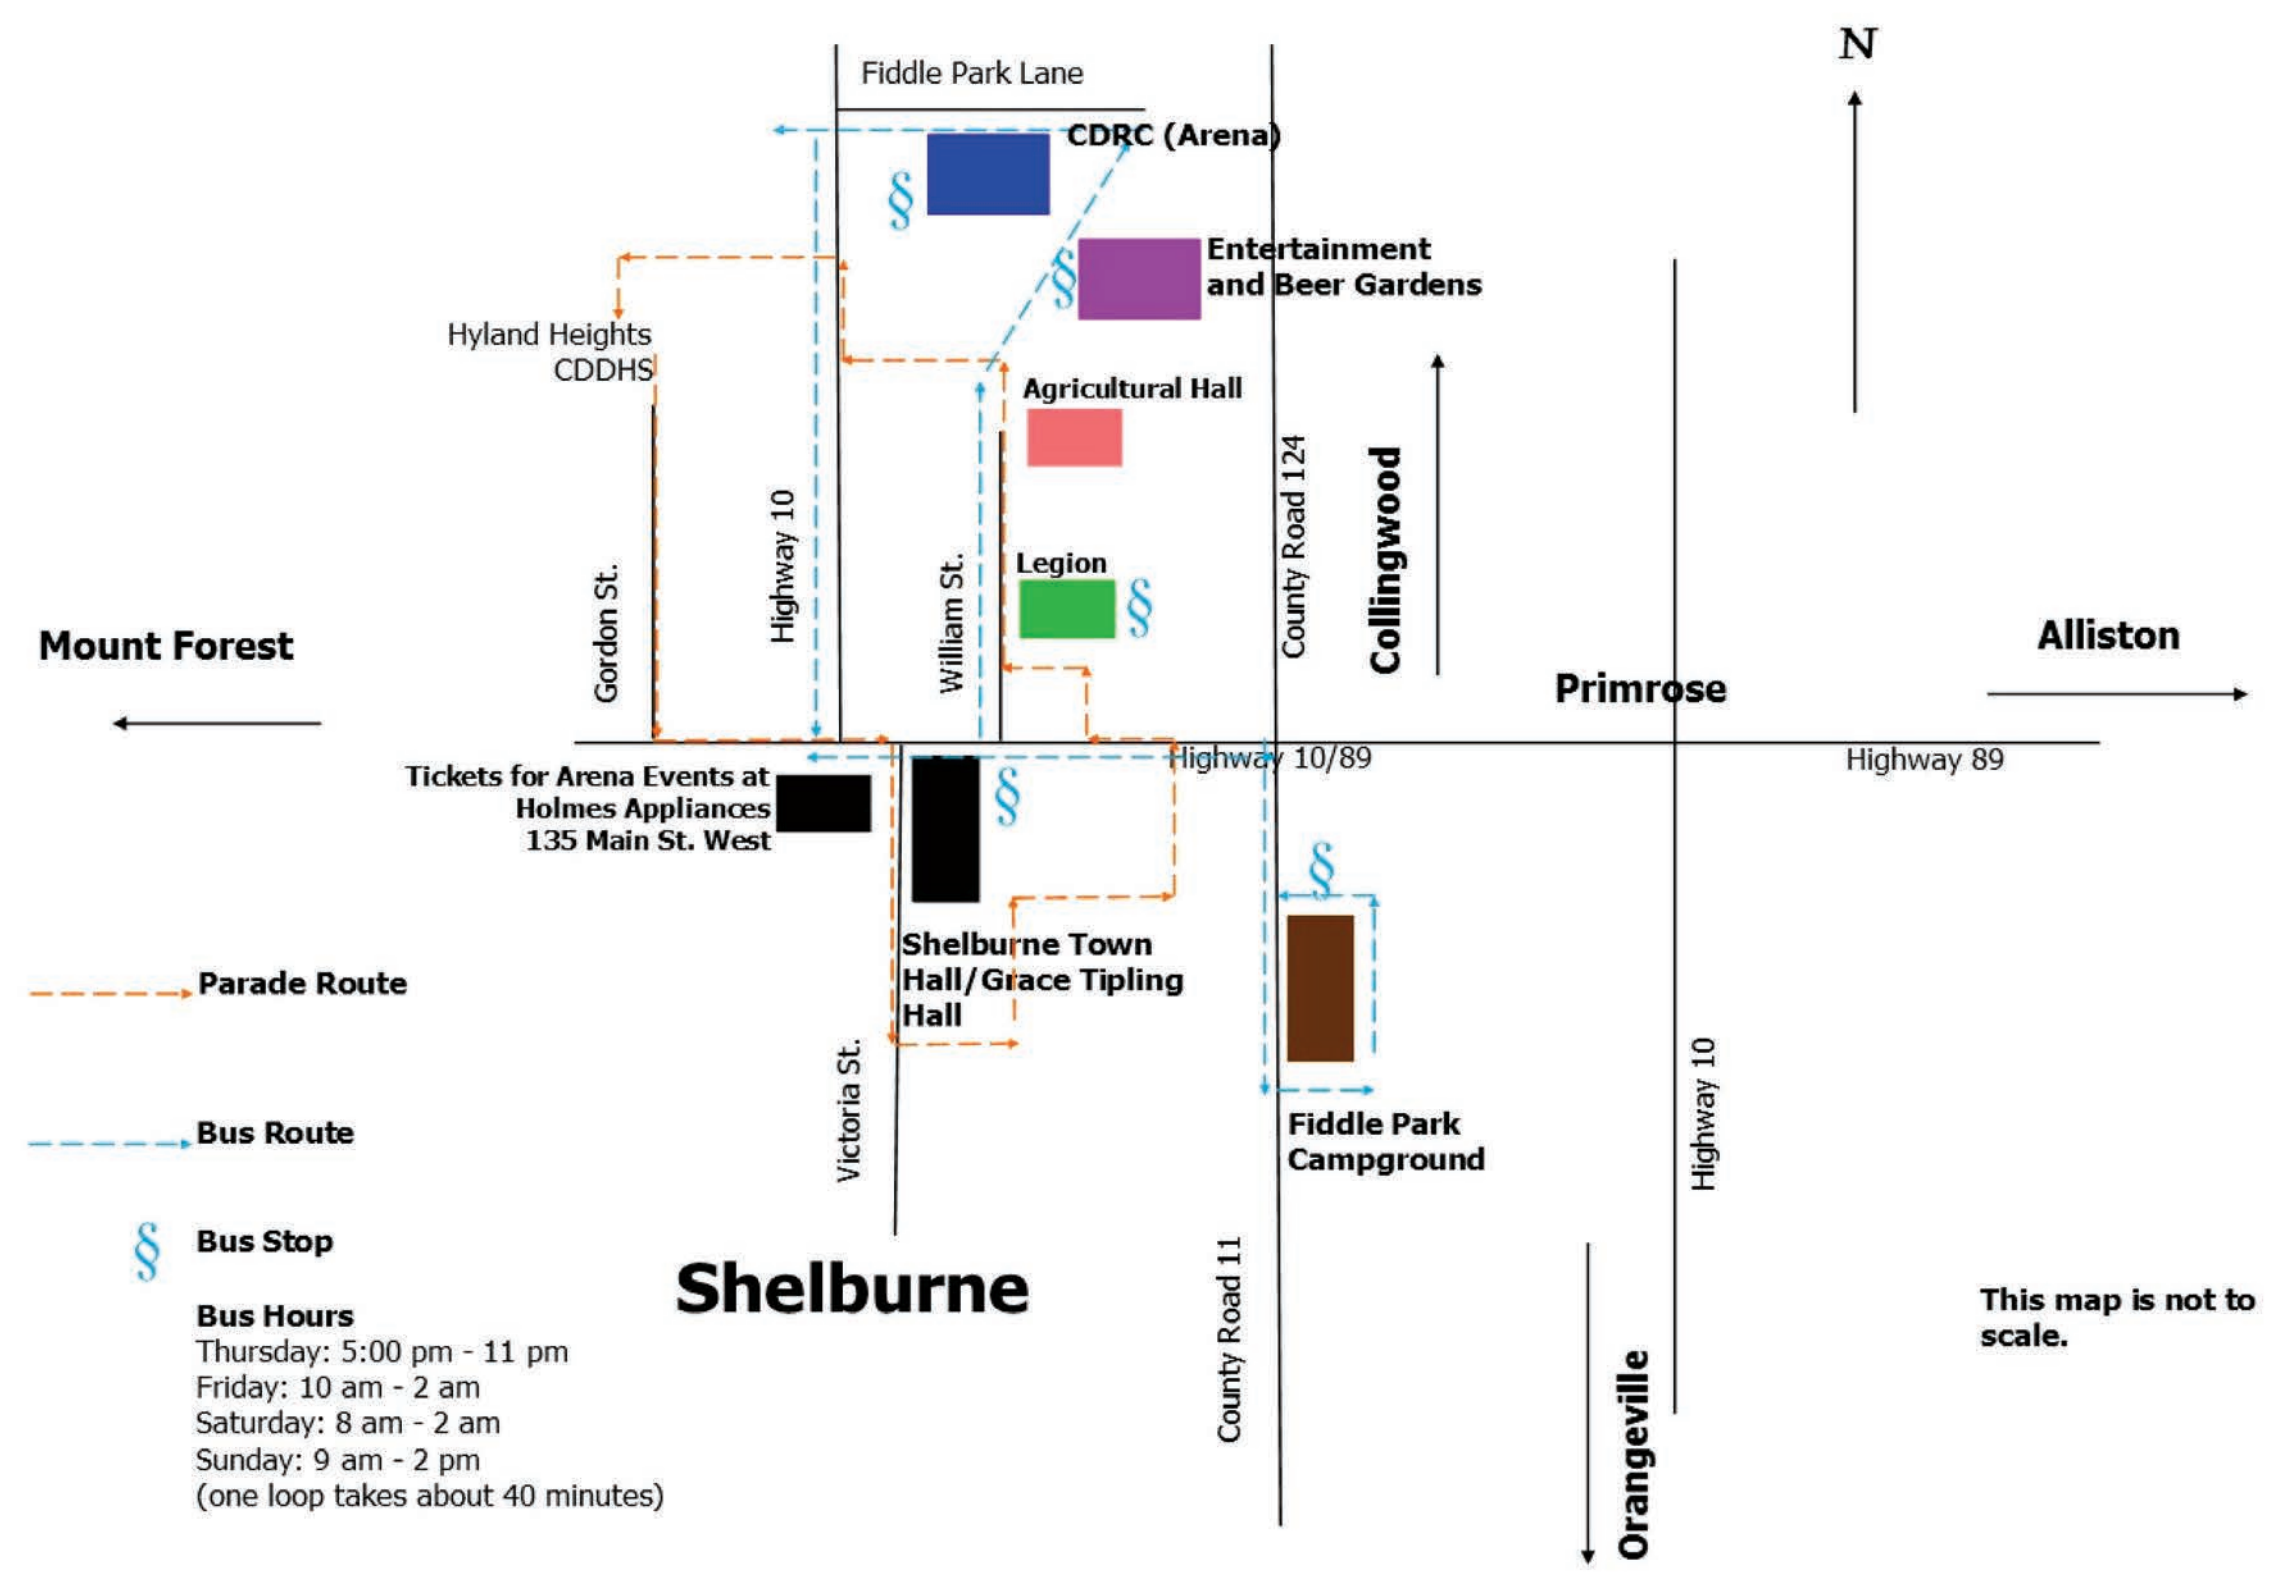 N
Fiddle Park Lane
CDRC (Arena)
§
Entertainment
and Beer Gardens
§
Hyland Heights
CDDHS
Agricultural Hall
Highway 10
County Road 124
Collingwood
Gordon St.
William St.
Legion
§
Mount Forest
Alliston
Primrose
Highway 10/89
Highway 89
Tickets for Arena Events at
Holmes Appliances
135 Main St. West
§
§
Shelburne Town
Hall/Grace Tipling
Hall
Parade Route
Victoria St.
Highway 10
Fiddle Park
Campground
Bus Route
§ Bus Stop
Shelburne
County Road 11
Orangeville
This map is not to
scale.
Bus Hours
Thursday: 5:00 pm - 11 pm
Friday: 10 am - 2 am
Saturday: 8 am - 2 am
Sunday: 9 am - 2 pm
(one loop takes about 40 minutes)